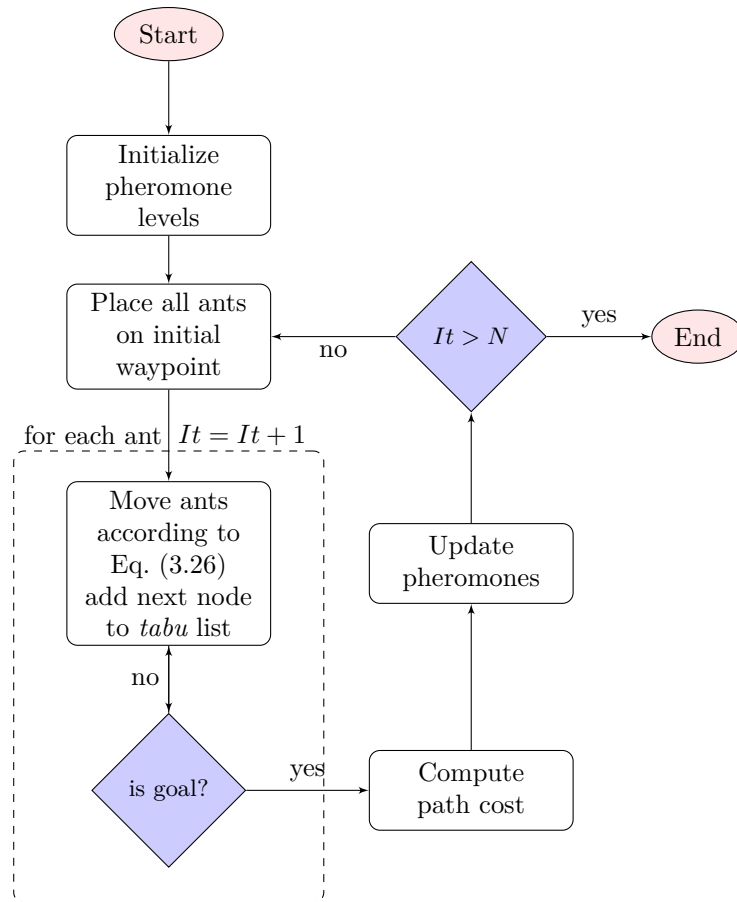 Start
Initialize
pheromone
levels
Place all ants
on initial
waypoint
no
It > N
yes
End
for each ant
It = It + 1
Move ants
according to
Eq. (3.26)
add next node
to tabu list
Update
pheromones
no
is goal?
yes
Compute
path cost